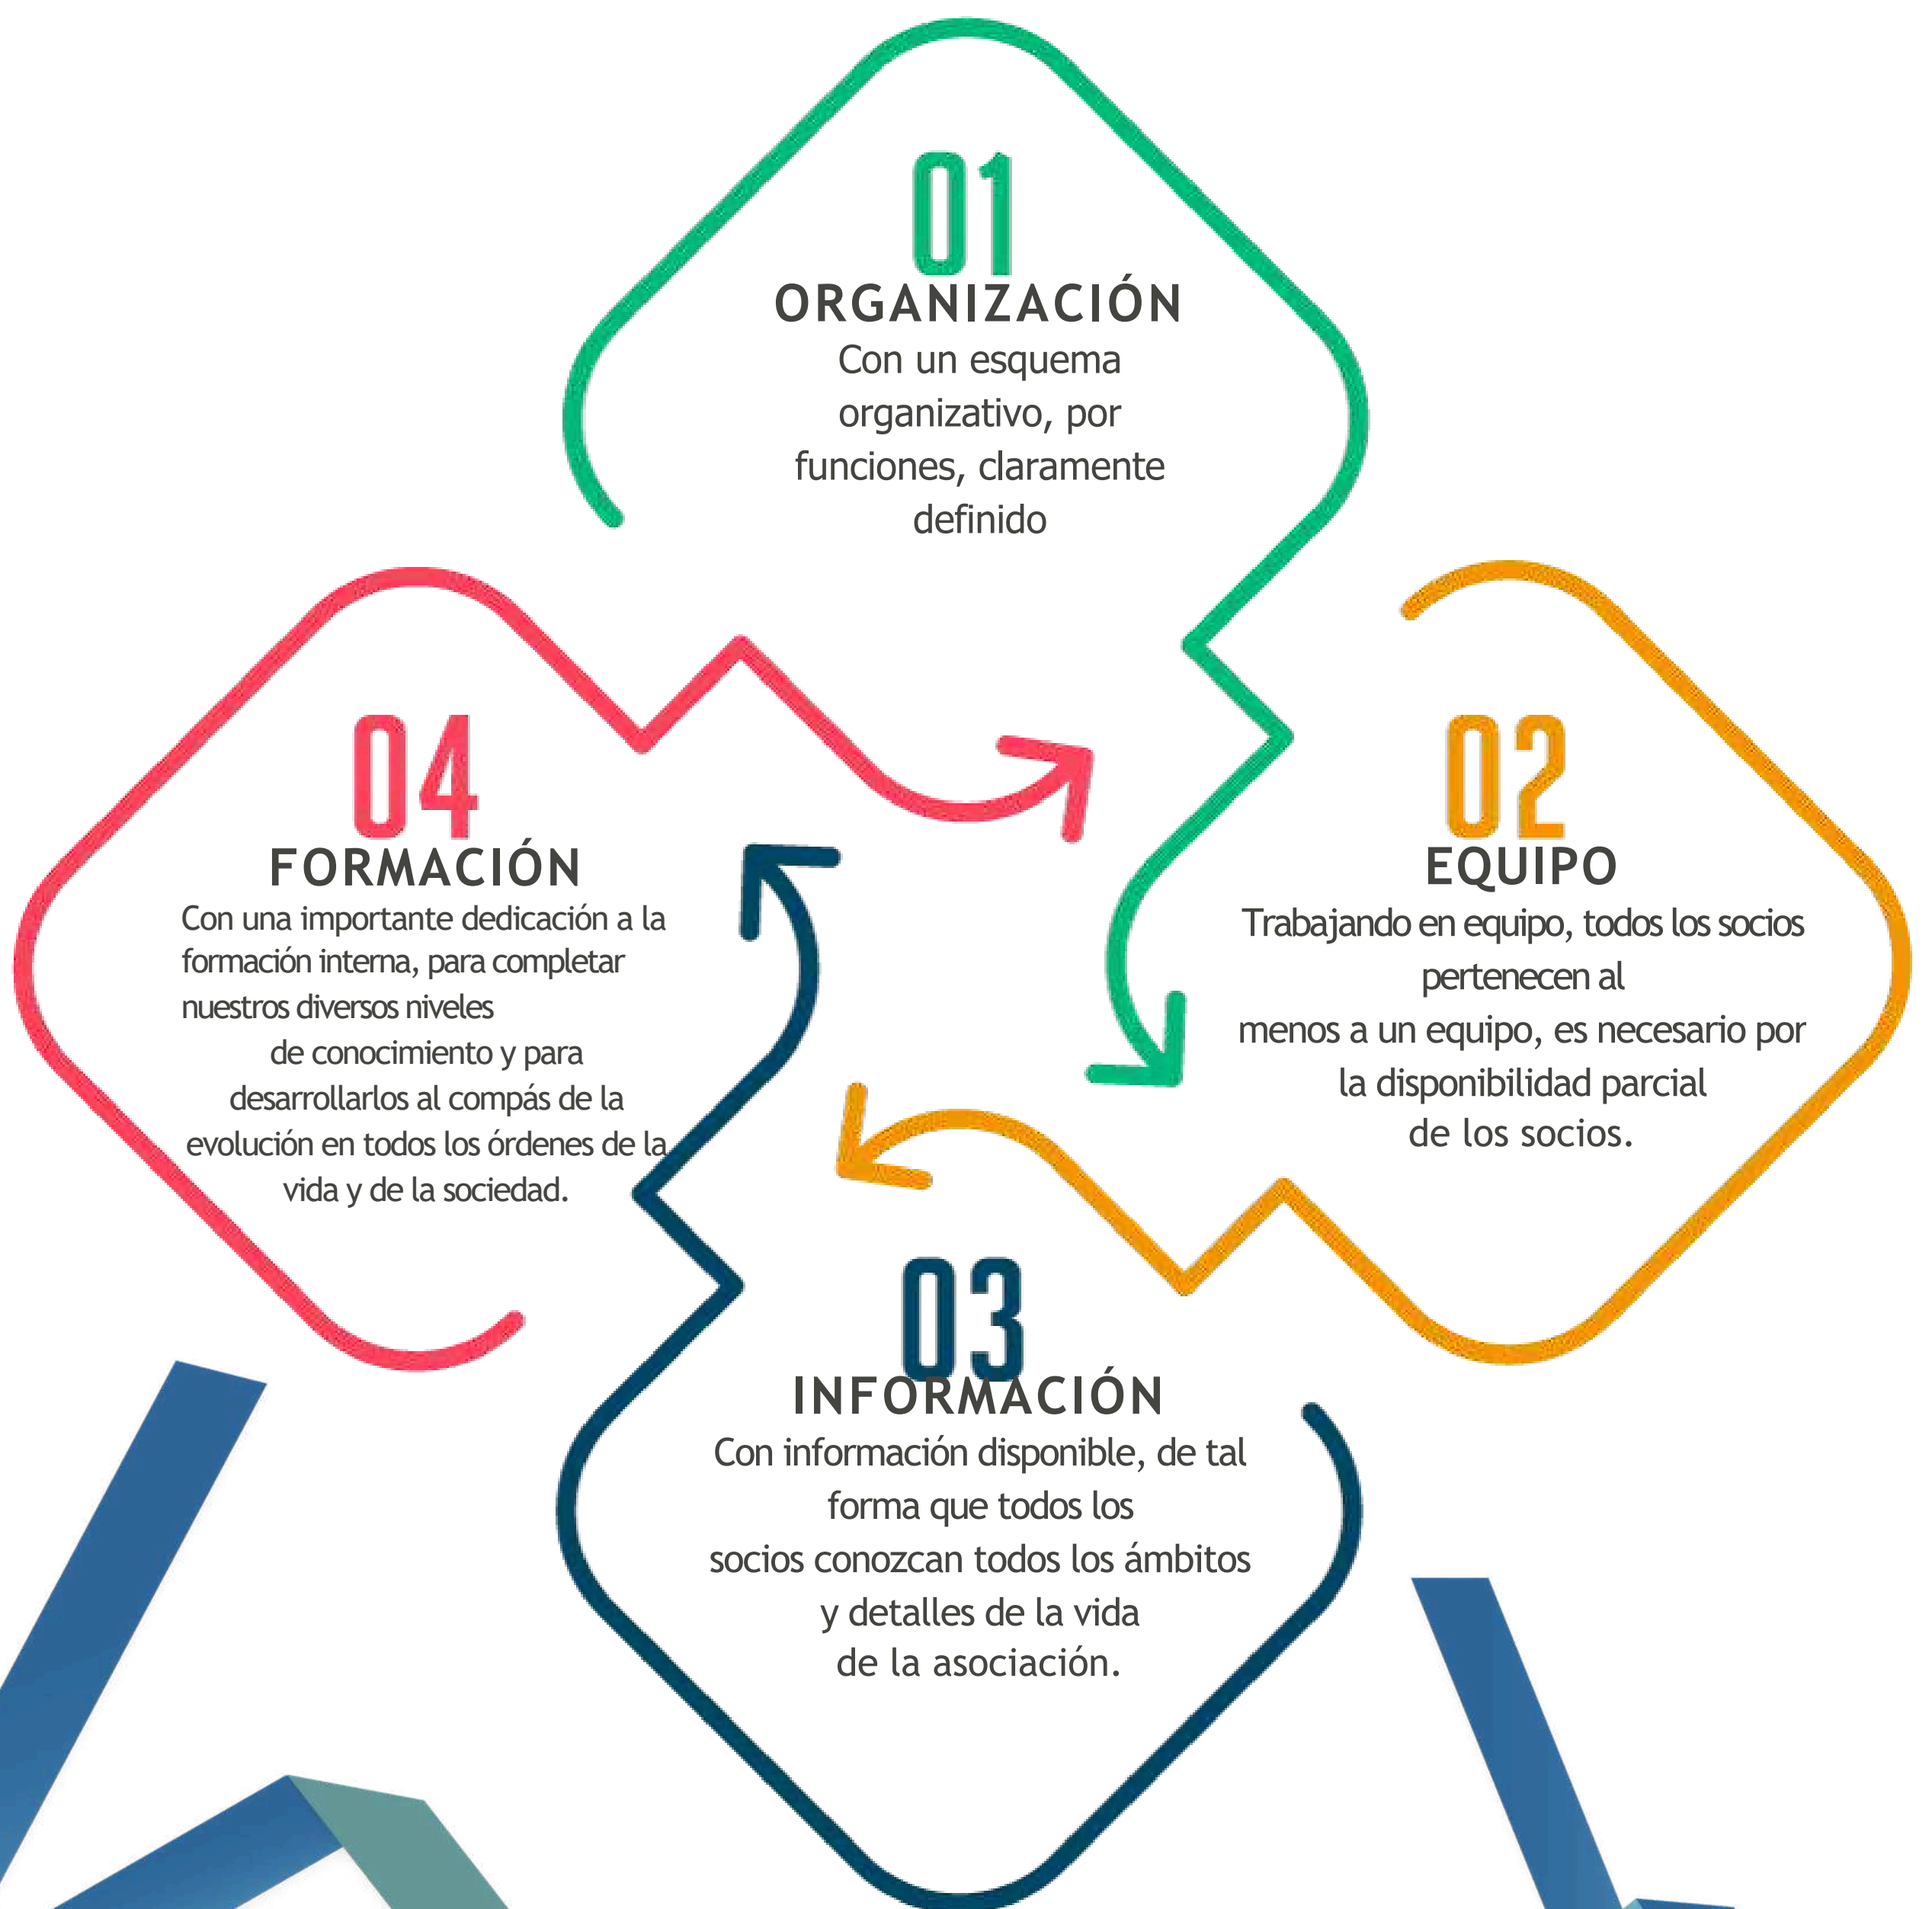 01
ORGANIZACIÓN
Con un esquema
organizativo, por
funciones, claramente
definido
02
EQUIPO
Trabajando en equipo, todos los socios
pertenecen al
menos a un equipo, es necesario por
la disponibilidad parcial
de los socios.
03
INFORMACIÓN
Con información disponible, de tal
forma que todos los
socios conozcan todos los ámbitos
y detalles de la vida
de la asociación.
04
FORMACIÓN
Con una importante dedicación a la
formación interna, para completar
nuestros diversos niveles
de conocimiento y para
desarrollarlos al compás de la
evolución en todos los órdenes de la
vida y de la sociedad.